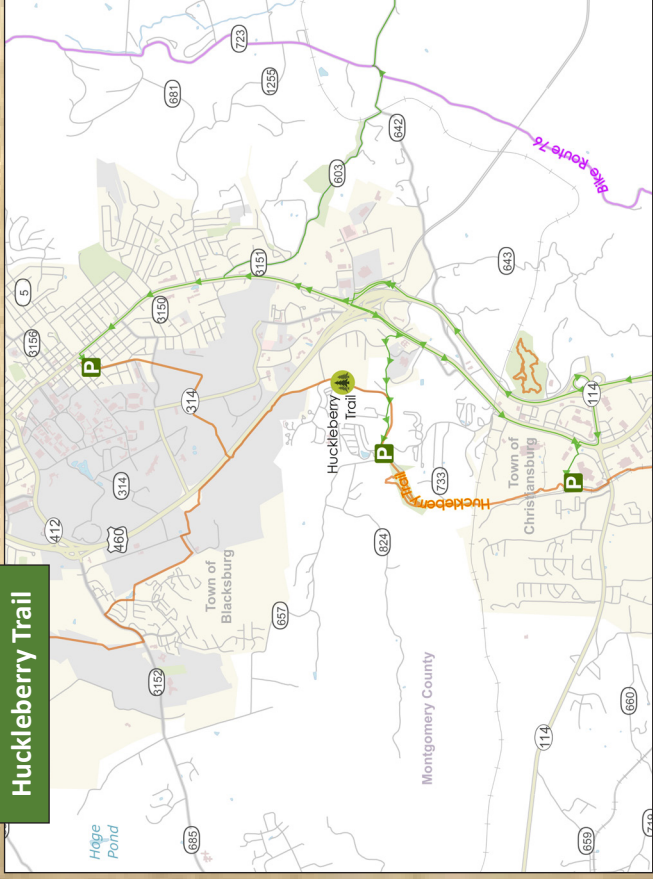 Huckleberry Trail
5
3156
723
681
1255
3150
3151
603
642
Bike Route 76
314
412
314
460
P
Huckleberry
Trail
643
Town of
Blacksburg
657
P
Huckleberry Trail
733
Town of
Christiansburg
114
P
824
3152
Montgomery County
Hoge
Pond
685
114
660
659
719